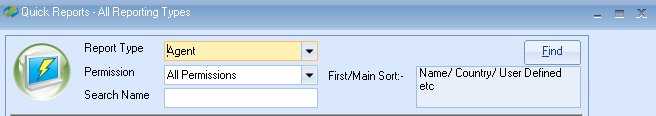 Quick Reports - All Reporting Types
Report Type Agent Find
Permission All Permissions First/Main Sort:- Name/ Country/ User Defined
etc
Search Name